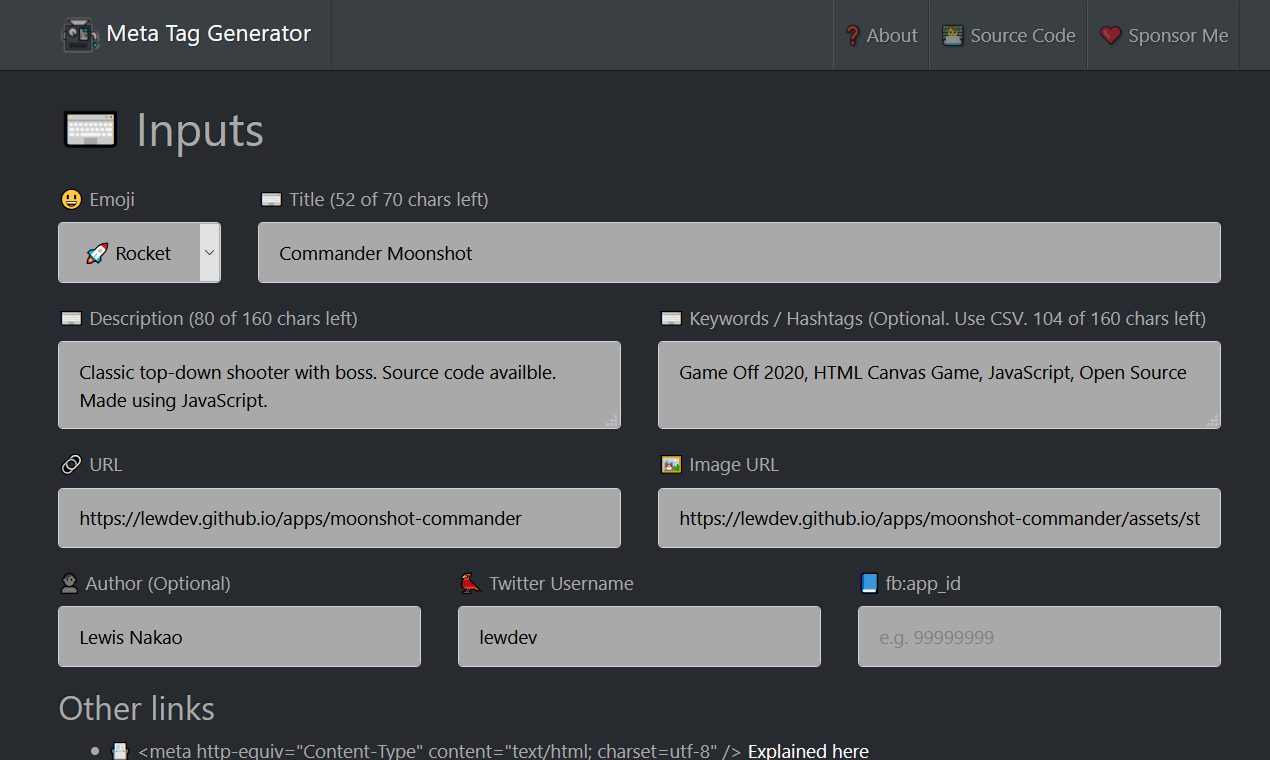 Meta Tag Generator
About
Source Code
Sponsor Me
Inputs
Emoji
Title (52 of 70 chars left)
Rocket
Commander Moonshot
Description (80 of 160 chars left)
Keywords / Hashtags (Optional. Use CSV. 104 of 160 chars left)
Classic top-down shooter with boss. Source code availble.
Made using JavaScript.
Game Off 2020, HTML Canvas Game, JavaScript, Open Source
URL
Image URL
https://lewdev.github.io/apps/moonshot-commander
https://lewdev.github.io/apps/moonshot-commander/assets/st
Author (Optional)
Twitter Username
fb:app_id
Lewis Nakao
lewdev
e.g. 99999999
Other links
<meta http-equiv="Content-Type" content="text/html; charset=utf-8" /> Explained here